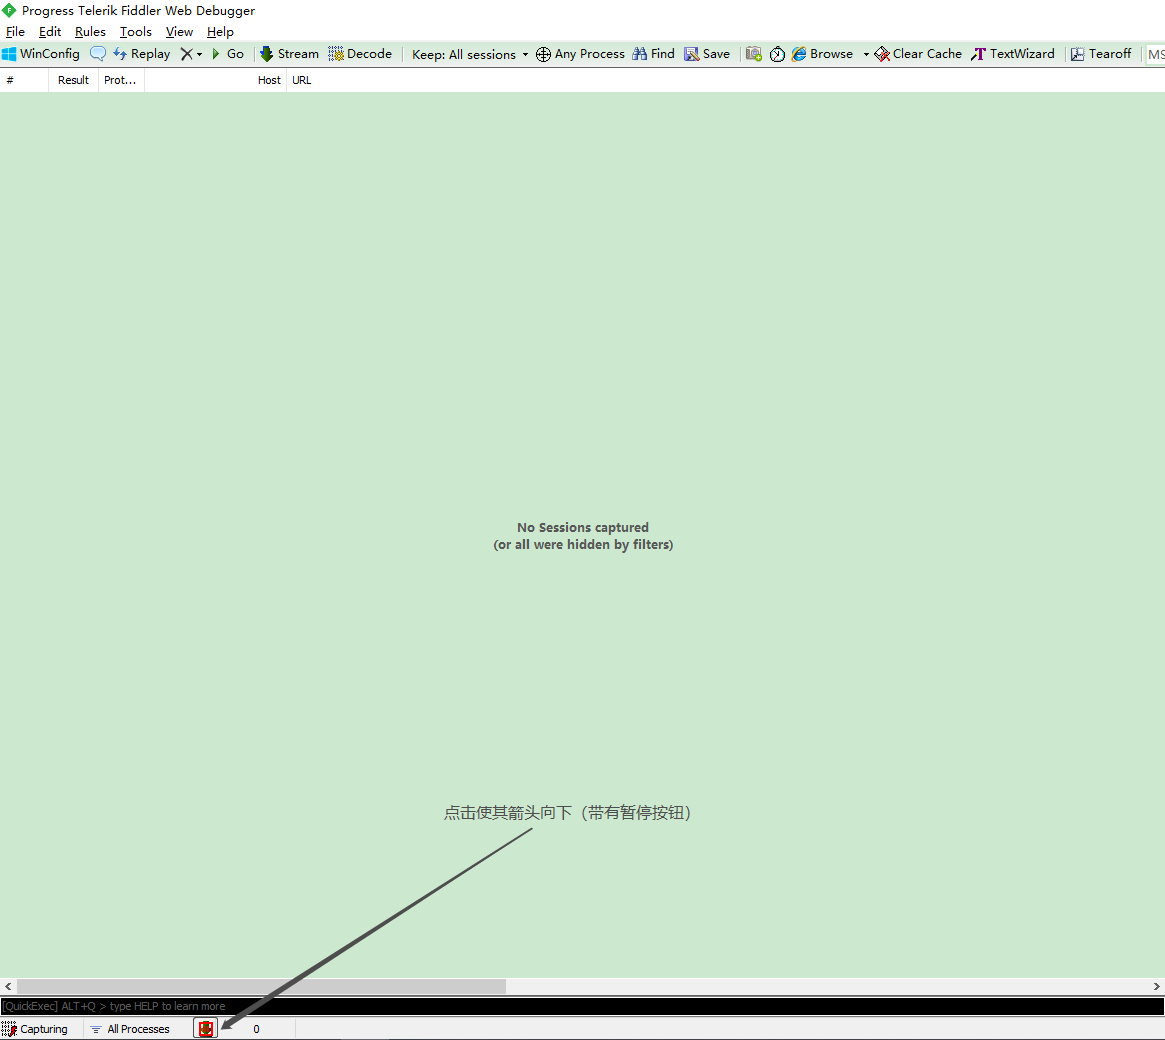 Progress Telerik Fiddler Web Debugger
File Edit Rules Tools View Help
WinConfig Replay Go Stream Decode Keep: All sessions Any Process Find Save Browse Clear Cache TextWizard Tearoff MS
# Result Prot... Host URL
No Sessions captured
(or all were hidden by filters)
点击使其箭头向下（带有暂停按钮）
[QuickExec] ALT+Q > type HELP to learn more
Capturing All Processes 0